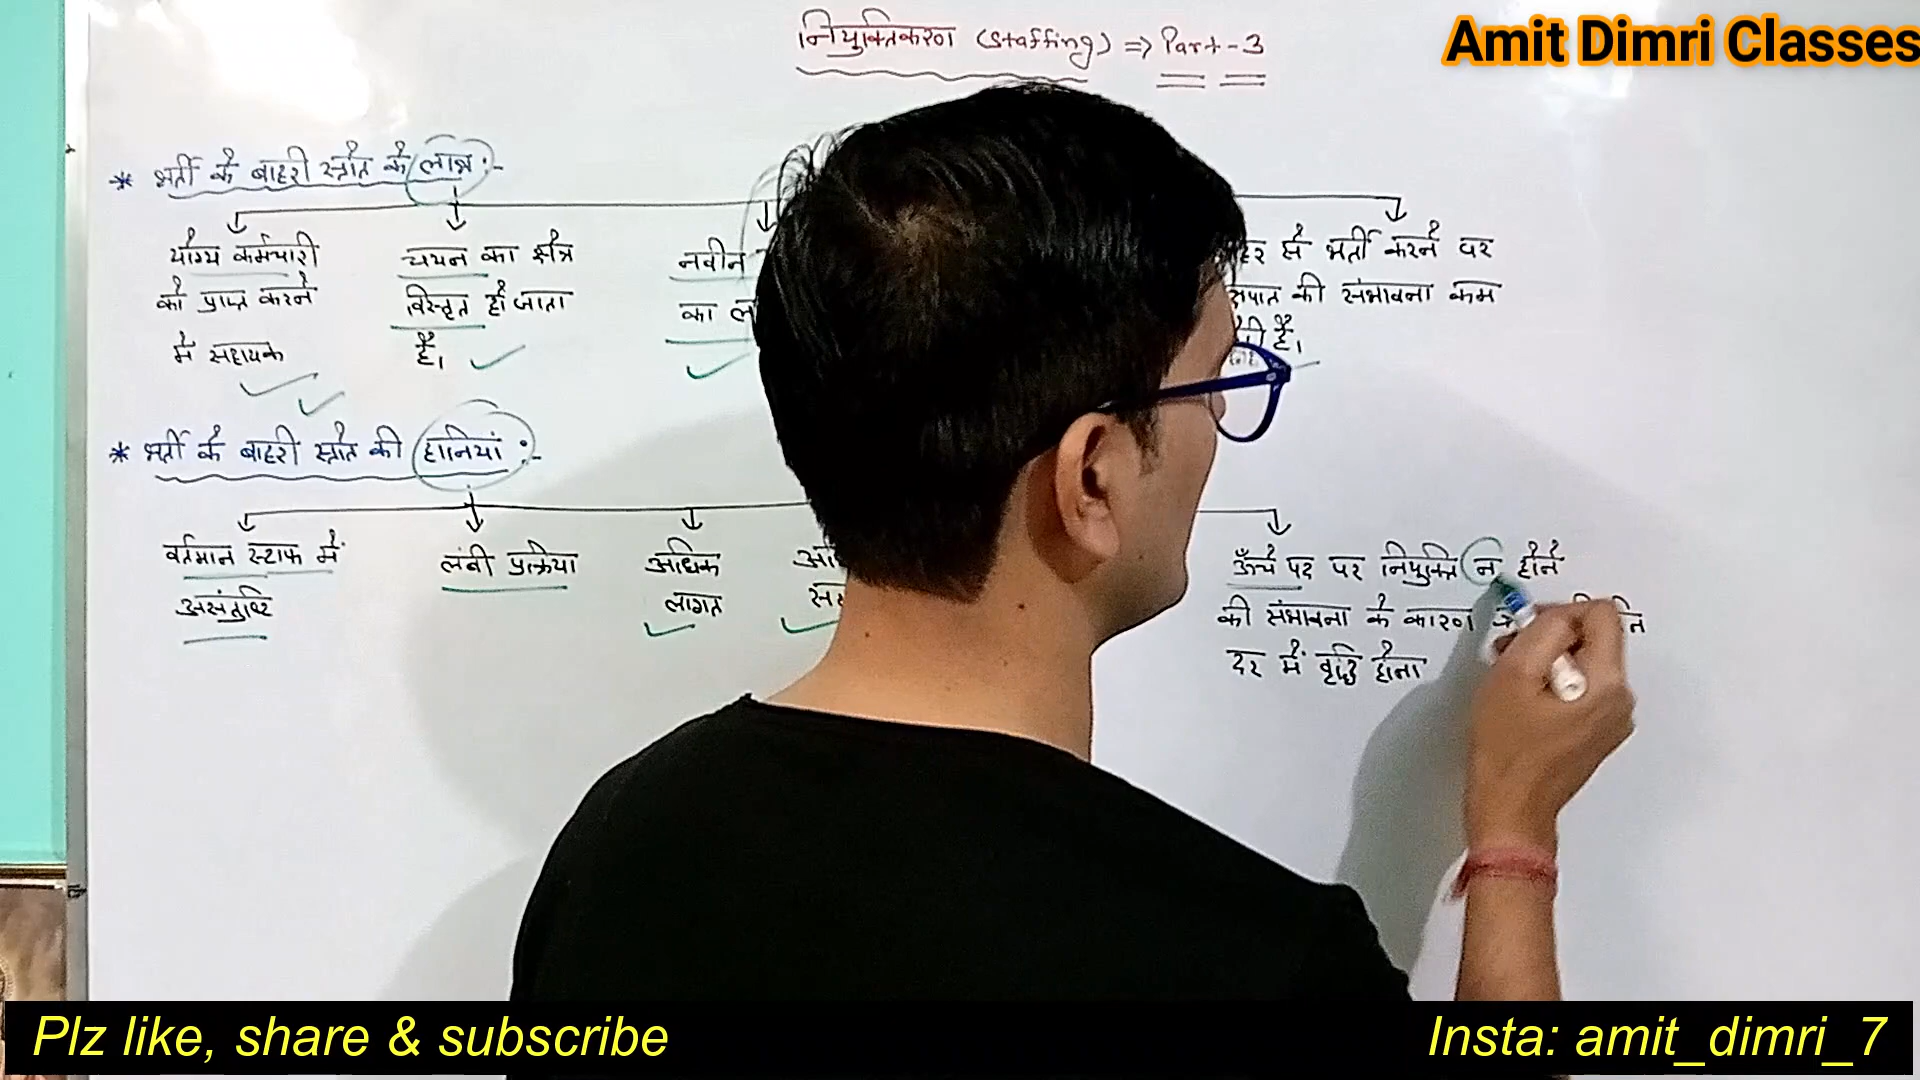 नियुक्तिकरण (Staffing) => Part-3
Amit Dimri Classes
* भर्ती के बाहरी स्त्रोत के लाभ :-
योग्य कर्मचारी
को प्राप्त करने
में सहायक
चयन का क्षेत्र
विस्तृत हो जाता
है।
नवीन
का
से भर्ती करने पर
की संभावना कम
है।
* भर्ती के बाहरी स्त्रोत की हानियां :-
वर्तमान स्टाफ में
असंतुष्टि
लंबी प्रक्रिया
अधिक
लागत
ऊँचे पद पर नियुक्ति न होने
की संभावना के कारण
दर में वृद्धि होना
Plz like, share & subscribe
Insta: amit_dimri_7